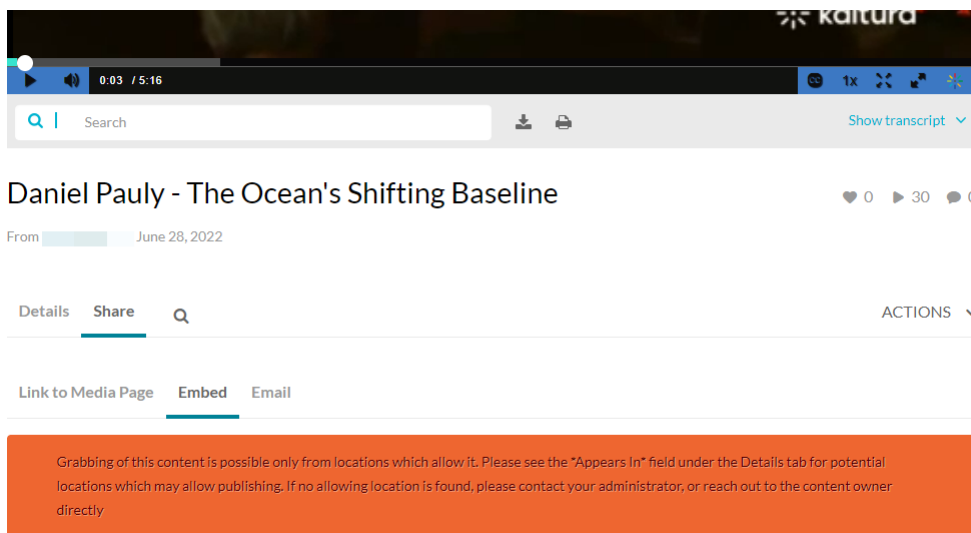 kaltura
0:03 / 5:16
CC 1x
Search
Show transcript
Daniel Pauly - The Ocean's Shifting Baseline
0 30 0
From June 28, 2022
Details Share
ACTIONS
Link to Media Page Embed Email
Grabbing of this content is possible only from locations which allow it. Please see the "Appears In" field under the Details tab for potential
locations which may allow publishing. If no allowing location is found, please contact your administrator, or reach out to the content owner
directly